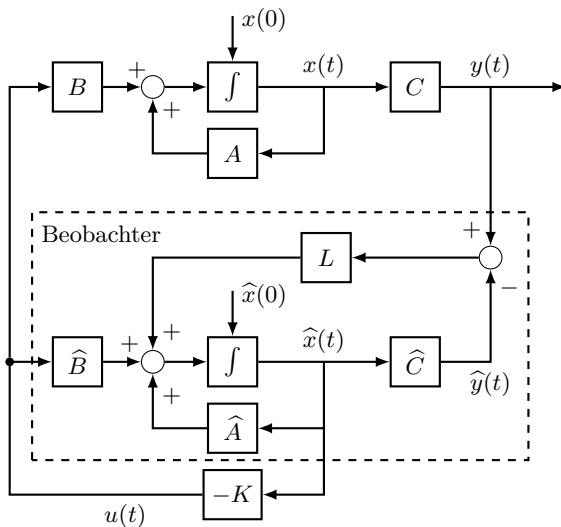 x(0)
x(t)
y(t)
B
+
∫
C
+
A
Beobachter
+
L
−
x̂(0)
+
x̂(t)
B̂
+
∫
Ĉ
ŷ(t)
+
Â
−K
u(t)